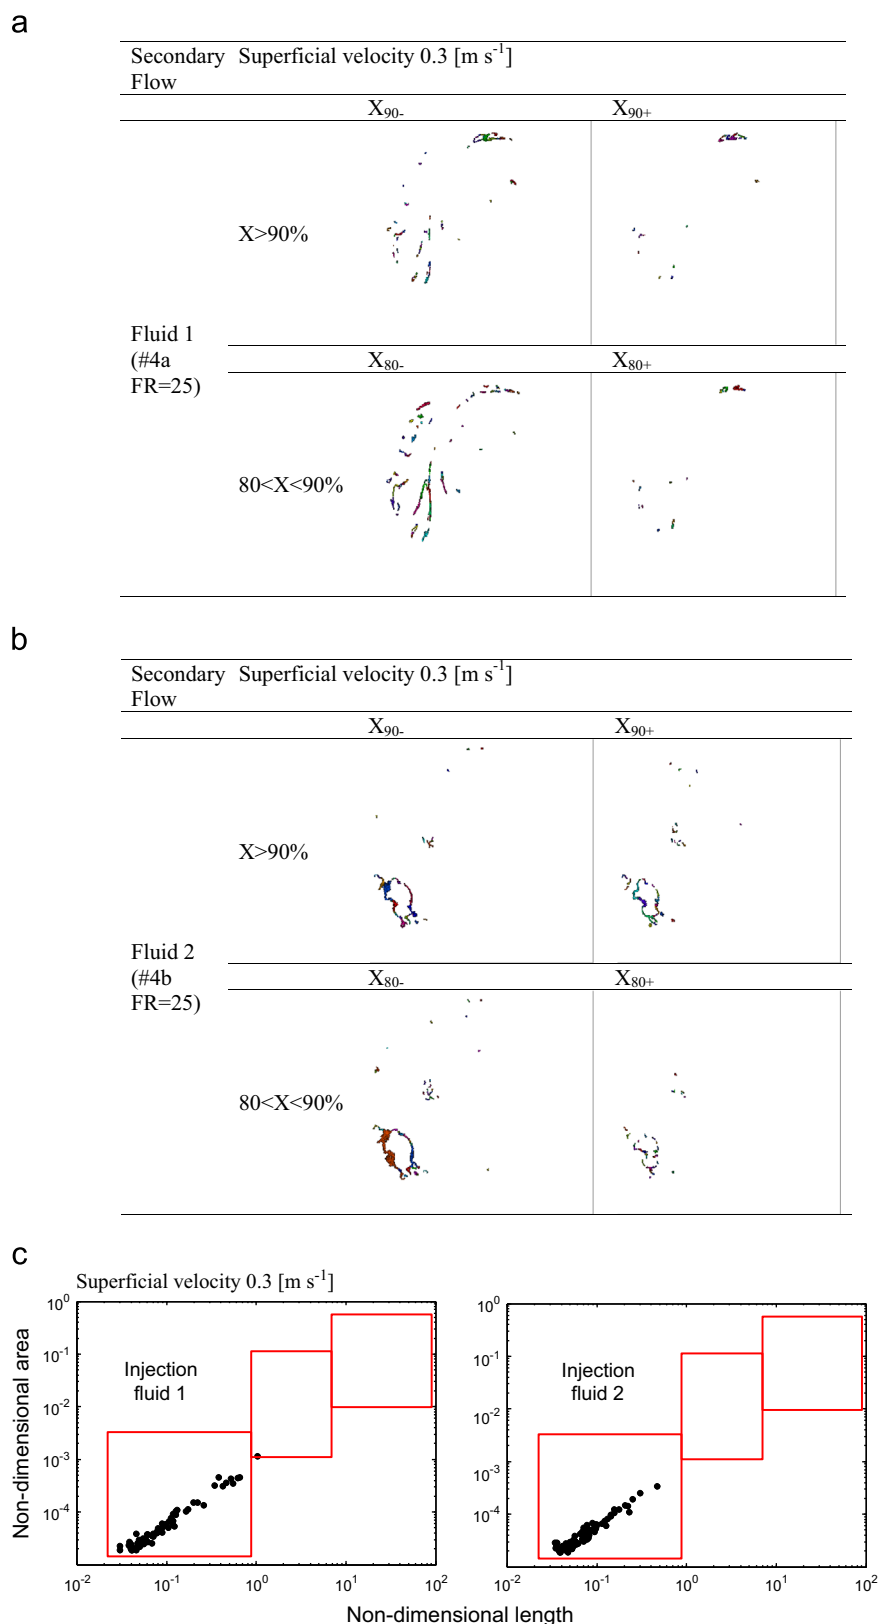 a
Secondary Superficial velocity 0.3 [m s⁻¹]
Flow
X₉₀₋ X₉₀₊
X>90%
Fluid 1
(#4a
FR=25)
X₈₀₋ X₈₀₊
80<X<90%
b
Secondary Superficial velocity 0.3 [m s⁻¹]
Flow
X₉₀₋ X₉₀₊
X>90%
Fluid 2
(#4b
FR=25)
X₈₀₋ X₈₀₊
80<X<90%
c
Superficial velocity 0.3 [m s⁻¹]
Non-dimensional area
10⁰
10⁻¹
10⁻²
10⁻³
10⁻⁴
Injection
fluid 1
10⁻² 10⁻¹ 10⁰ 10¹ 10²
10⁰
10⁻¹
10⁻²
10⁻³
10⁻⁴
Injection
fluid 2
10⁻² 10⁻¹ 10⁰ 10¹ 10²
Non-dimensional length